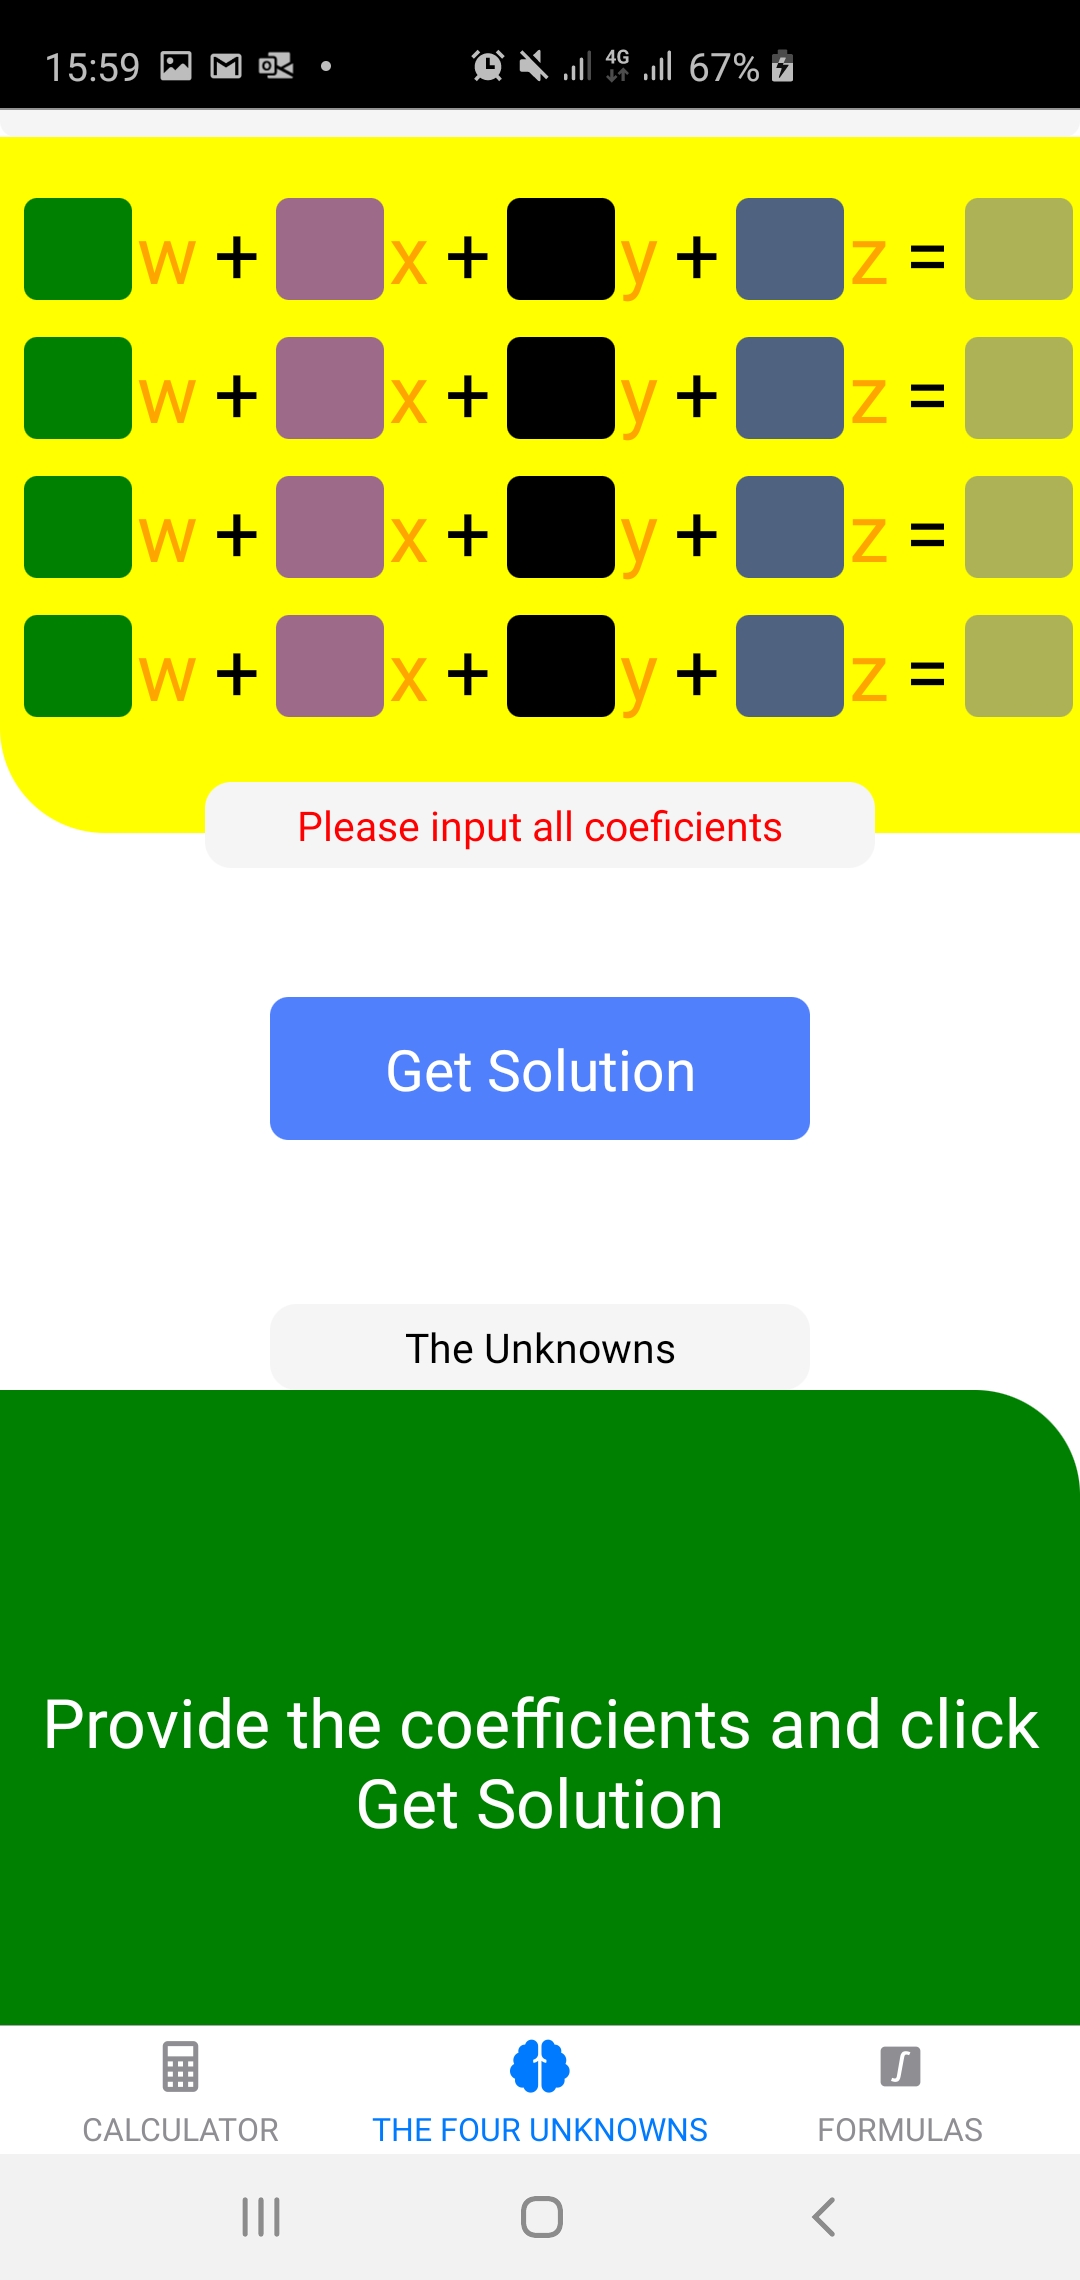 15:59 4G 67%
w + x + y + z =
w + x + y + z =
w + x + y + z =
w + x + y + z =
Please input all coeficients
Get Solution
The Unknowns
Provide the coefficients and click
Get Solution
CALCULATOR THE FOUR UNKNOWNS FORMULAS